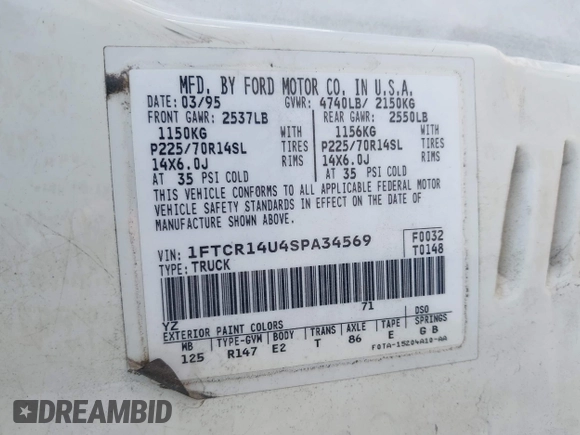 MFD. BY FORD MOTOR CO. IN U.S.A.
DATE: 03/95 GVWR: 4740LB/ 2150KG
FRONT GAWR: 2537LB REAR GAWR: 2550LB
1150KG WITH 1156KG WITH
P225/70R14SL TIRES P225/70R14SL TIRES
14X6.0J RIMS 14X6.0J RIMS
AT 35 PSI COLD AT 35 PSI COLD
THIS VEHICLE CONFORMS TO ALL APPLICABLE FEDERAL MOTOR
VEHICLE SAFETY STANDARDS IN EFFECT ON THE DATE OF
MANUFACTURE SHOWN ABOVE.
VIN: 1FTCR14U4SPA34569 F0032
TYPE: TRUCK T0148
71
YZ
EXTERIOR PAINT COLORS DSO
WB TYPE-GVW BODY TRANS AXLE TAPE SPRINGS
125 R147 E2 T 86 E G B
F0TA-15204A10-AA
DREAMBID